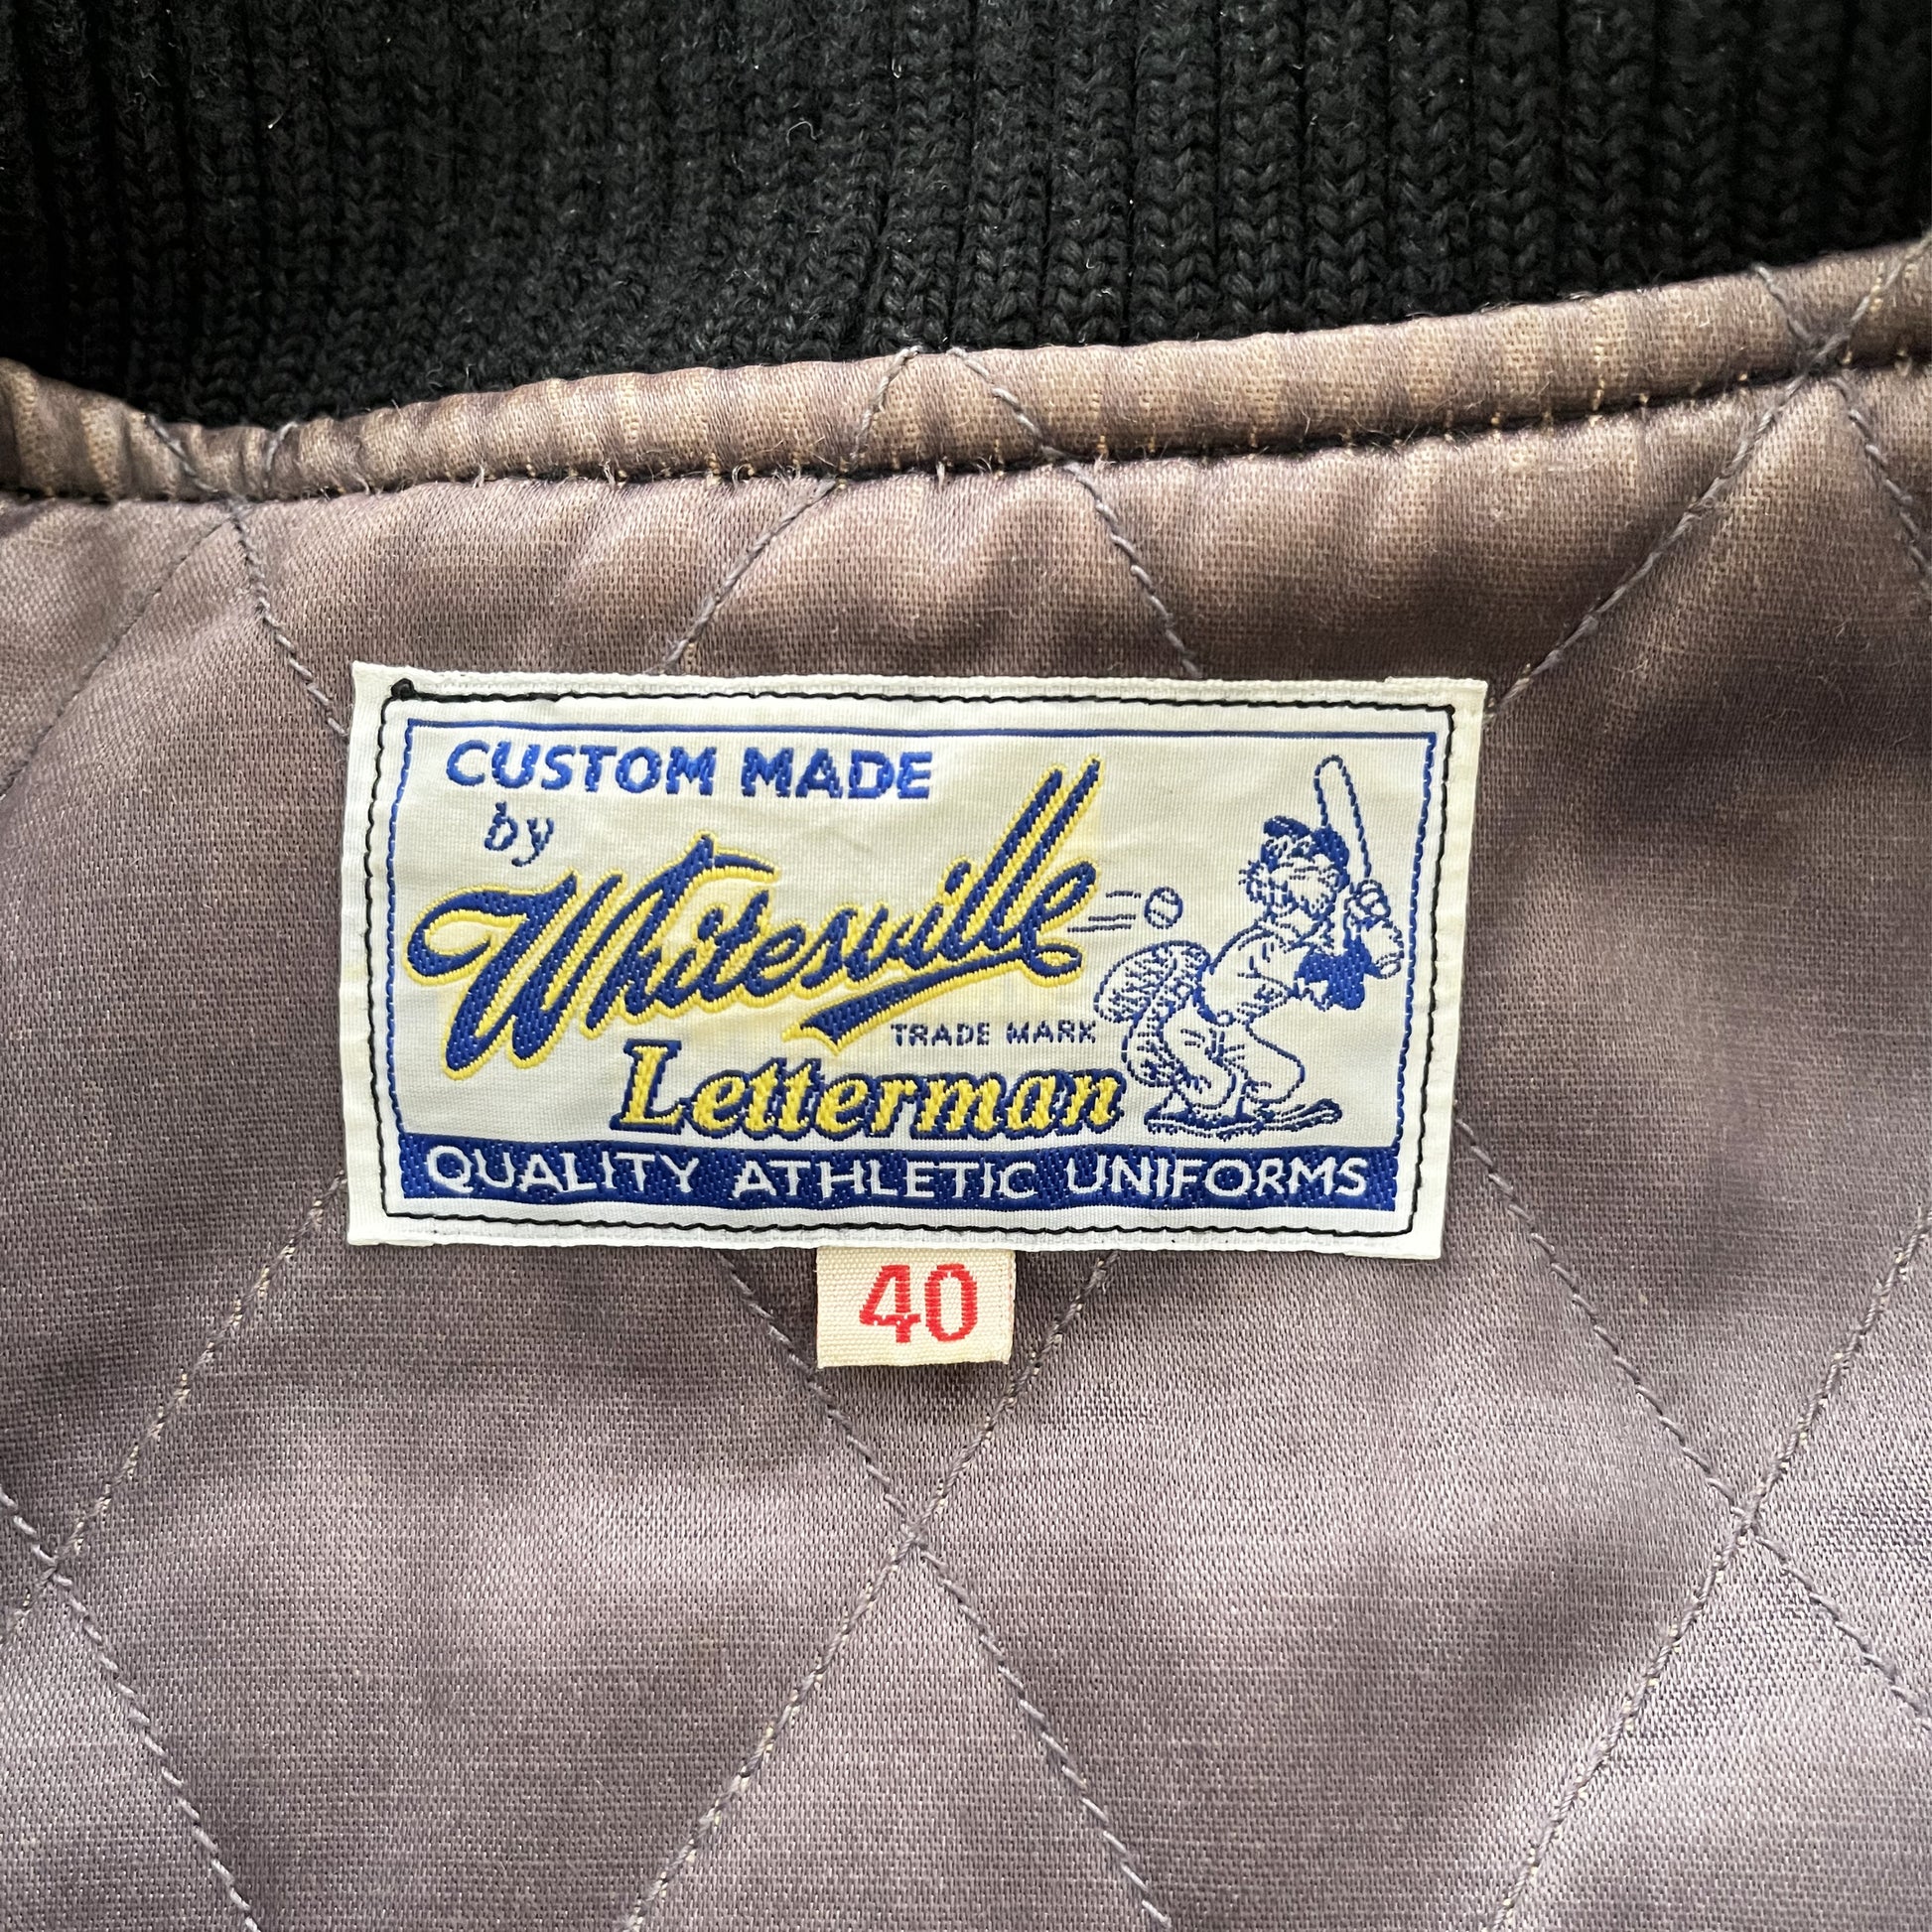 CUSTOM MADE
by
Whitesville
TRADE MARK
Letterman
QUALITY ATHLETIC UNIFORMS
40